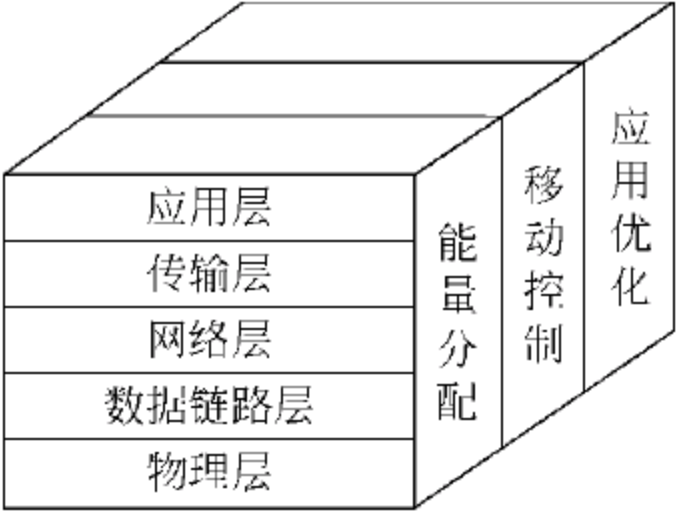 应用层
传输层
网络层
数据链路层
物理层
能量分配
移动控制
应用优化